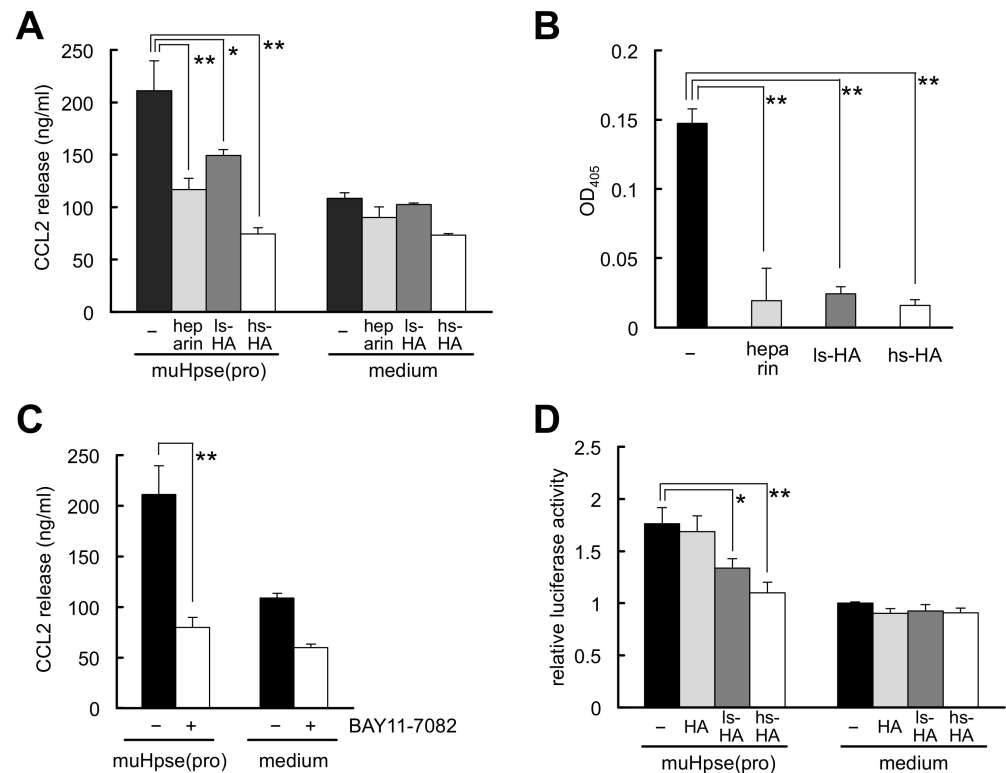 A
CCL2 release (ng/ml)
250
200
150
100
50
0
**
*
**
– hep ls- hs- – hep ls- hs-
arin HA HA arin HA HA
muHpse(pro) medium
B
OD405
0.2
0.15
0.1
0.05
0
**
**
**
– hepa ls-HA hs-HA
rin
C
CCL2 release (ng/ml)
250
200
150
100
50
0
**
– + – + BAY11-7082
muHpse(pro) medium
D
relative luciferase activity
2.5
2
1.5
1
0.5
0
*
**
– HA ls- hs- – HA ls- hs-
HA HA HA HA
muHpse(pro) medium